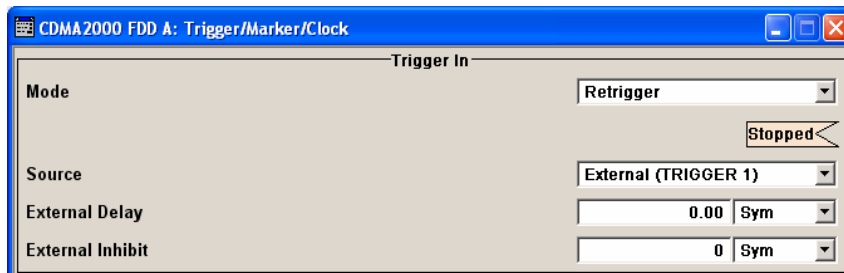 CDMA2000 FDD A: Trigger/Marker/Clock
Trigger In
Mode Retrigger
Stopped
Source External (TRIGGER 1)
External Delay 0.00 Sym
External Inhibit 0 Sym